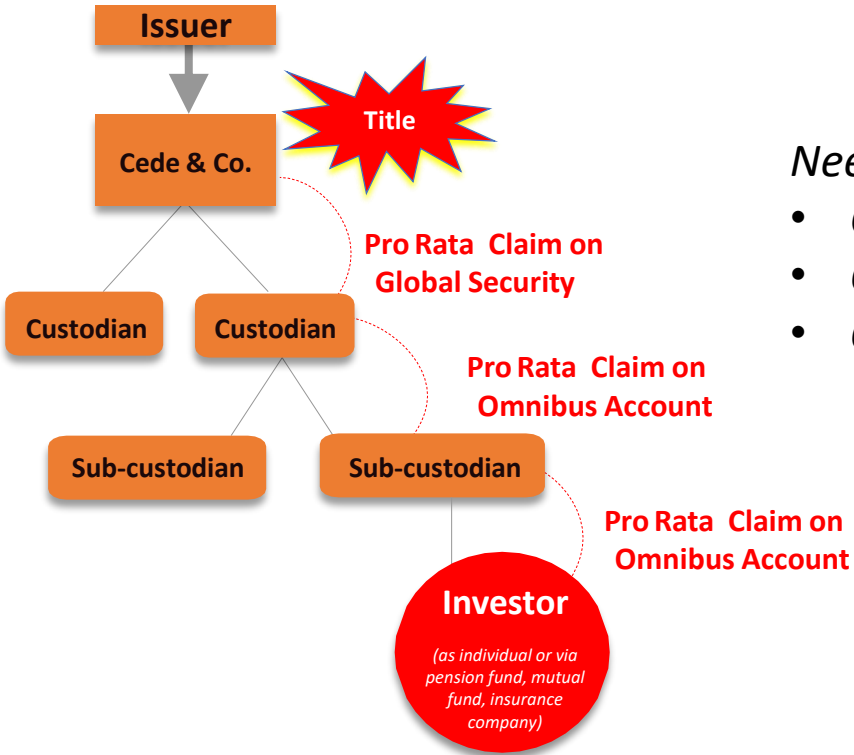 Issuer
Title
Cede & Co.
Pro Rata Claim on
Global Security
Custodian
Custodian
Pro Rata Claim on
Omnibus Account
Sub-custodian
Sub-custodian
Pro Rata Claim on
Omnibus Account
Investor
(as individual or via
pension fund, mutual
fund, insurance
company)